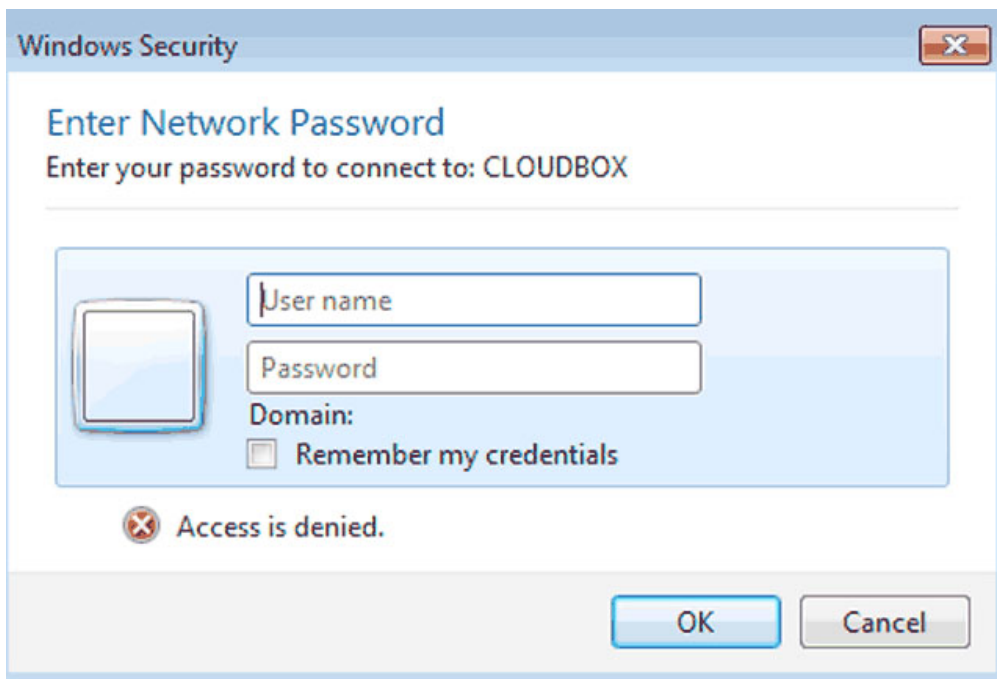 Windows Security
Enter Network Password
Enter your password to connect to: CLOUDBOX
User name
Password
Domain:
Remember my credentials
Access is denied.
OK
Cancel